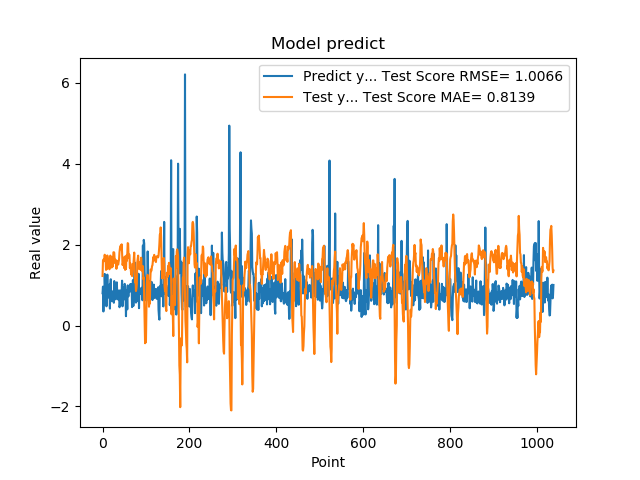 Model predict
Predict y... Test Score RMSE= 1.0066
Test y... Test Score MAE= 0.8139
6
4
2
0
−2
Real value
0
200
400
600
800
1000
Point